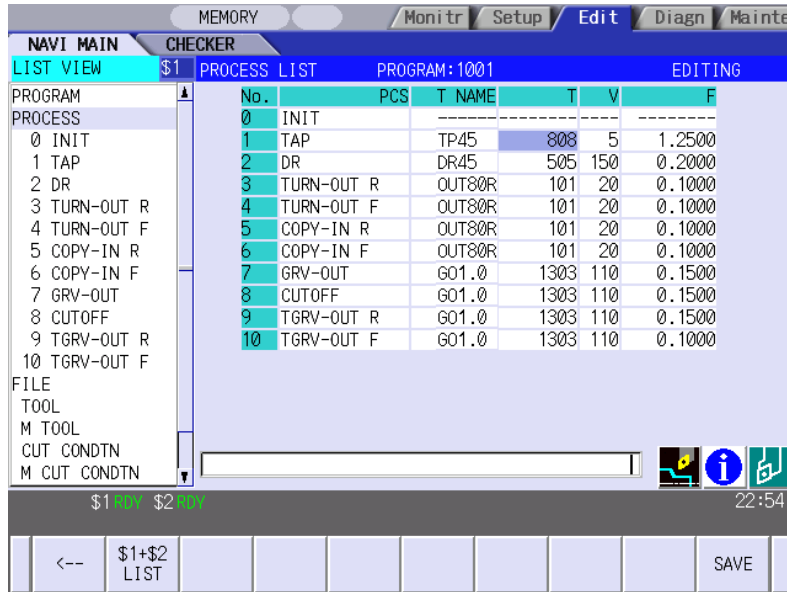 MEMORY Monitr Setup Edit Diagn Mainte
NAVI MAIN CHECKER
LIST VIEW $1 PROCESS LIST PROGRAM:1001 EDITING
PROGRAM
PROCESS
0 INIT
1 TAP
2 DR
3 TURN-OUT R
4 TURN-OUT F
5 COPY-IN R
6 COPY-IN F
7 GRV-OUT
8 CUTOFF
9 TGRV-OUT R
10 TGRV-OUT F
FILE
TOOL
M TOOL
CUT CONDTN
M CUT CONDTN
No. PCS T NAME T V F
0 INIT ------ -------- ---- --------
1 TAP TP45 808 5 1.2500
2 DR DR45 505 150 0.2000
3 TURN-OUT R OUT80R 101 20 0.1000
4 TURN-OUT F OUT80R 101 20 0.1000
5 COPY-IN R OUT80R 101 20 0.1000
6 COPY-IN F OUT80R 101 20 0.1000
7 GRV-OUT GO1.0 1303 110 0.1500
8 CUTOFF GO1.0 1303 110 0.1500
9 TGRV-OUT R GO1.0 1303 110 0.1500
10 TGRV-OUT F GO1.0 1303 110 0.1000
i
$1 RDY $2 RDY 22:54
<-- $1+$2 LIST SAVE